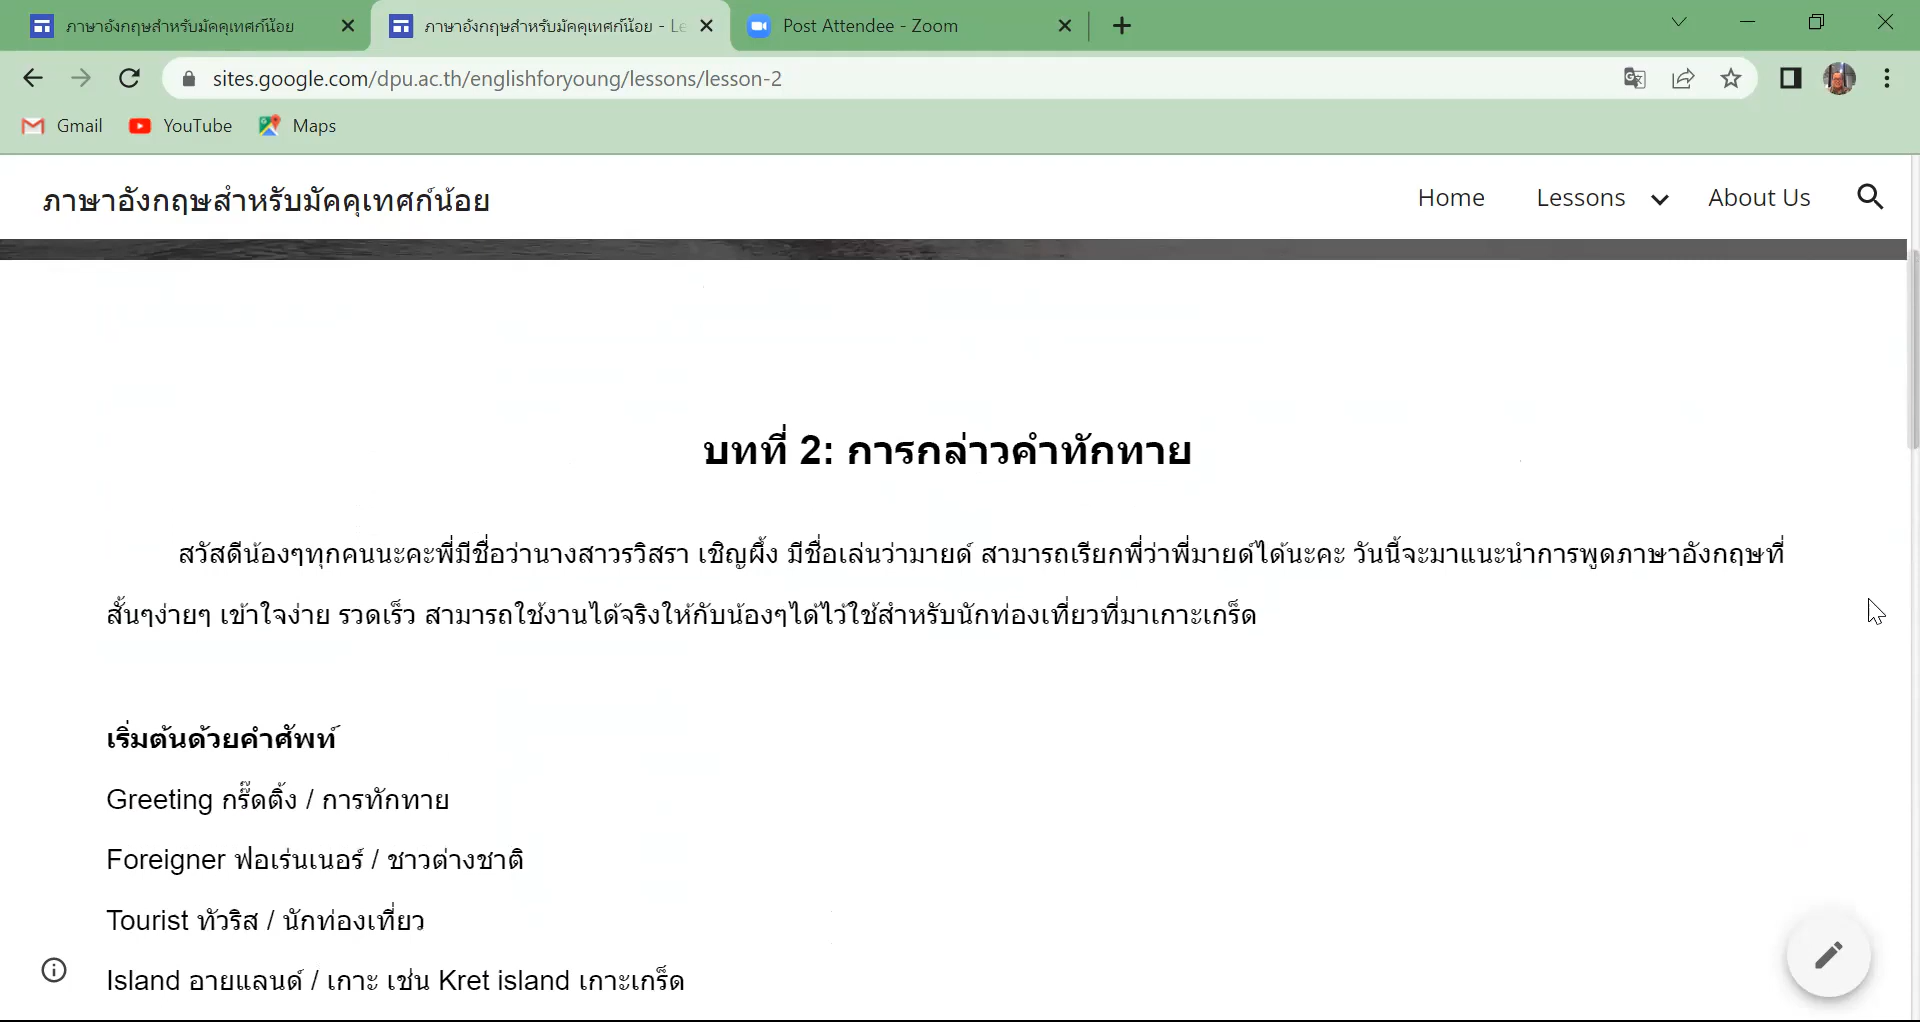 ภาษาอังกฤษสำหรับมัคคุเทศก์น้อย
ภาษาอังกฤษสำหรับมัคคุเทศก์น้อย - Le
Post Attendee - Zoom
sites.google.com/dpu.ac.th/englishforyoung/lessons/lesson-2
Gmail
YouTube
Maps
ภาษาอังกฤษสำหรับมัคคุเทศก์น้อย
Home
Lessons
About Us
บทที่ 2: การกล่าวคำทักทาย
สวัสดีน้องๆทุกคนนะคะพี่มีชื่อว่านางสาวรวิสรา เชิญผึ้ง มีชื่อเล่นว่ามายด์ สามารถเรียกพี่ว่าพี่มายด์ได้นะคะ วันนี้จะมาแนะนำการพูดภาษาอังกฤษที่
สั้นๆง่ายๆ เข้าใจง่าย รวดเร็ว สามารถใช้งานได้จริงให้กับน้องๆได้ไว้ใช้สำหรับนักท่องเที่ยวที่มาเกาะเกร็ด
เริ่มต้นด้วยคำศัพท์
Greeting กรี๊ดติ้ง / การทักทาย
Foreigner ฟอเร่นเนอร์ / ชาวต่างชาติ
Tourist ทัวริส / นักท่องเที่ยว
Island อายแลนด์ / เกาะ เช่น Kret island เกาะเกร็ด